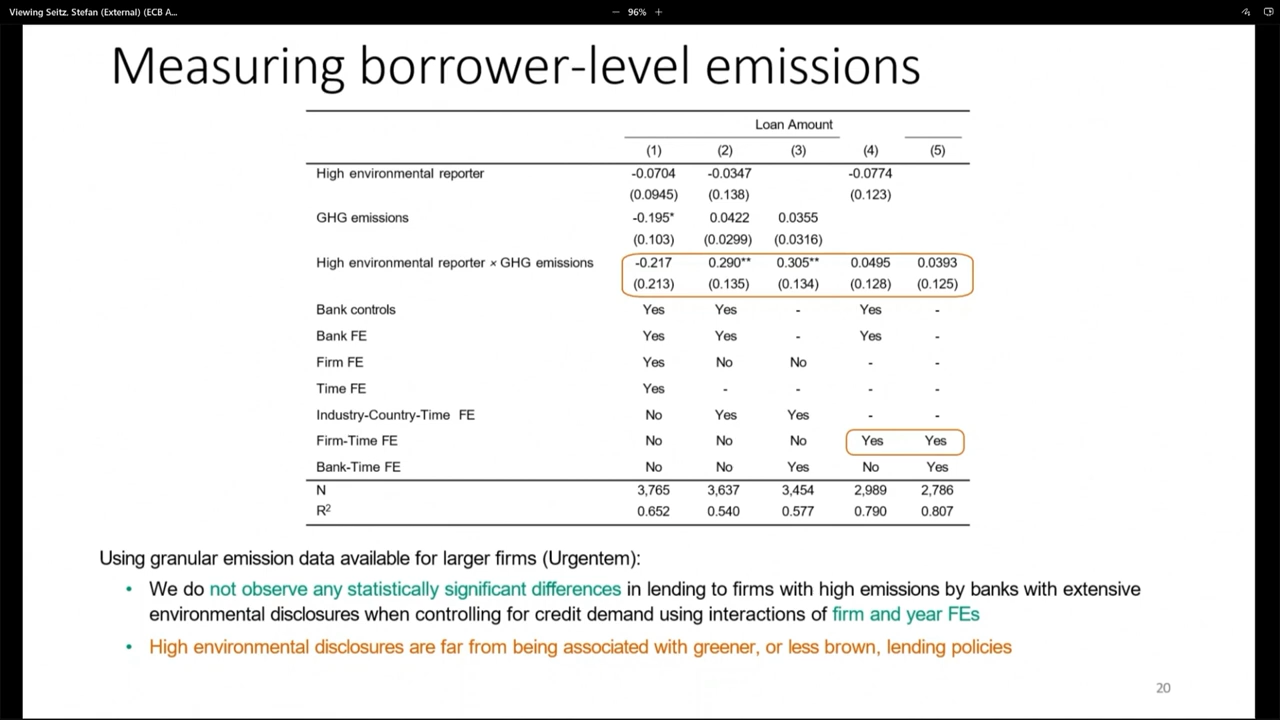 Viewing Seitz, Stefan (External) (ECB A...
− 96% +
Measuring borrower-level emissions
Loan Amount
(1) (2) (3) (4) (5)
High environmental reporter -0.0704 -0.0347 -0.0774
(0.0945) (0.138) (0.123)
GHG emissions -0.195* 0.0422 0.0355
(0.103) (0.0299) (0.0316)
High environmental reporter × GHG emissions -0.217 0.290** 0.305** 0.0495 0.0393
(0.213) (0.135) (0.134) (0.128) (0.125)
Bank controls Yes Yes - Yes -
Bank FE Yes Yes - Yes -
Firm FE Yes No No - -
Time FE Yes - - - -
Industry-Country-Time FE No Yes Yes - -
Firm-Time FE No No No Yes Yes
Bank-Time FE No No Yes No Yes
N 3,765 3,637 3,454 2,989 2,786
R² 0.652 0.540 0.577 0.790 0.807
Using granular emission data available for larger firms (Urgentem):
• We do not observe any statistically significant differences in lending to firms with high emissions by banks with extensive
environmental disclosures when controlling for credit demand using interactions of firm and year FEs
• High environmental disclosures are far from being associated with greener, or less brown, lending policies
20